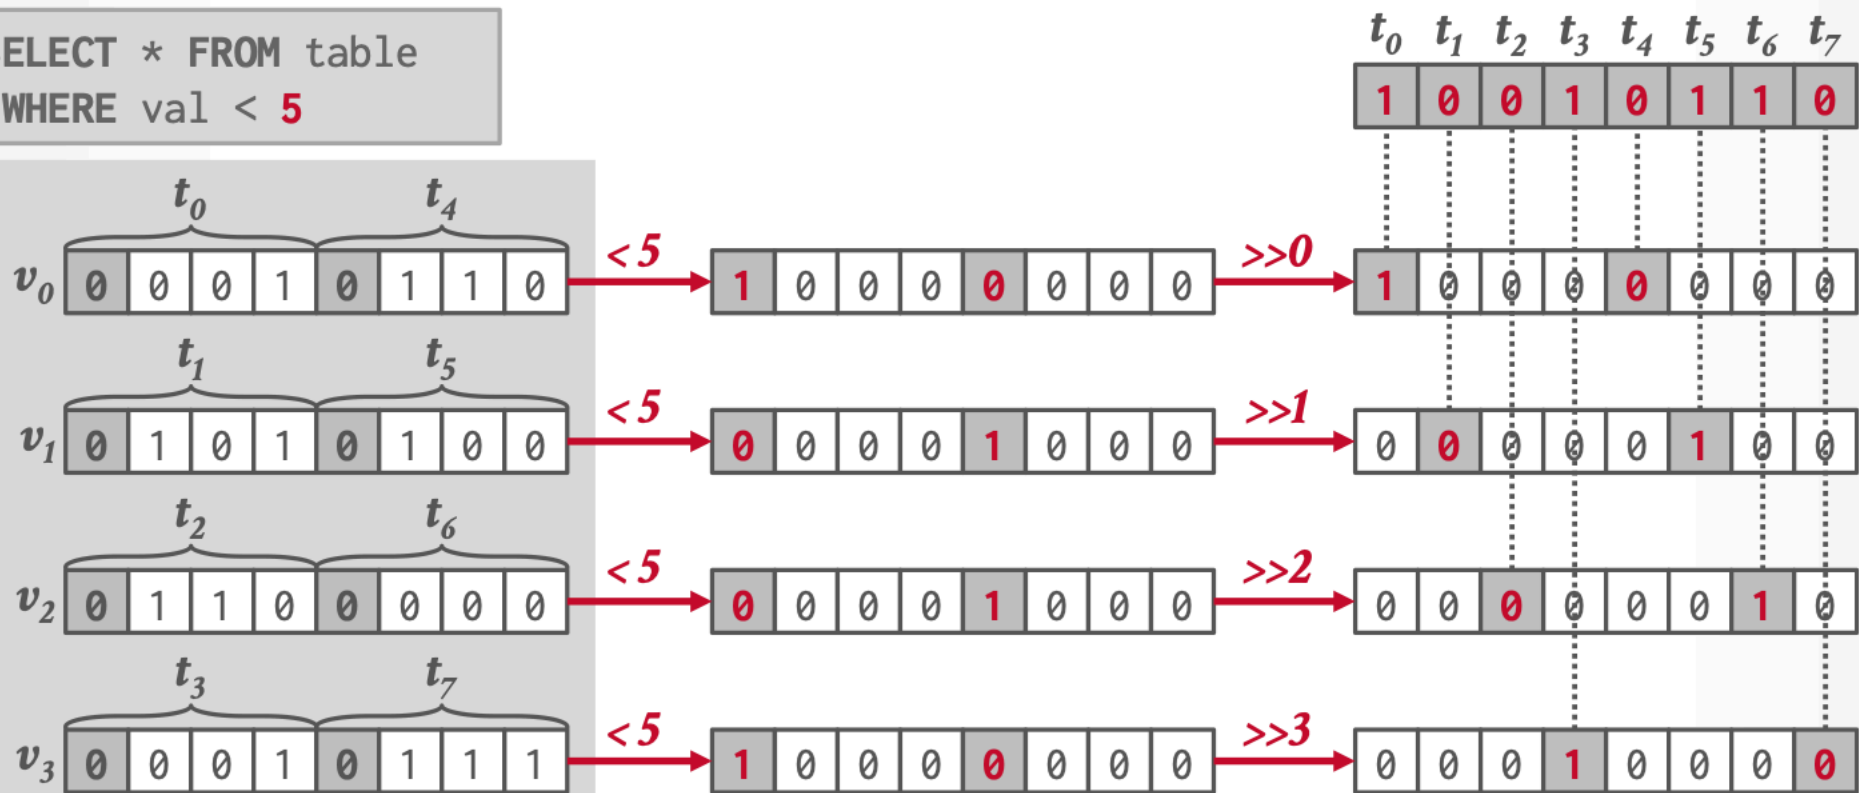 ELECT * FROM table
WHERE val < 5
t0 t1 t2 t3 t4 t5 t6 t7
1 0 0 1 0 1 1 0
t0 t4
v0 0 0 0 1 0 1 1 0 < 5 1 0 0 0 0 0 0 0 >>0 1 0 0 0 0 0 0 0
t1 t5
v1 0 1 0 1 0 1 0 0 < 5 0 0 0 0 1 0 0 0 >>1 0 0 0 0 0 1 0 0
t2 t6
v2 0 1 1 0 0 0 0 0 < 5 0 0 0 0 1 0 0 0 >>2 0 0 0 0 0 0 1 0
t3 t7
v3 0 0 0 1 0 1 1 1 < 5 1 0 0 0 0 0 0 0 >>3 0 0 0 1 0 0 0 0